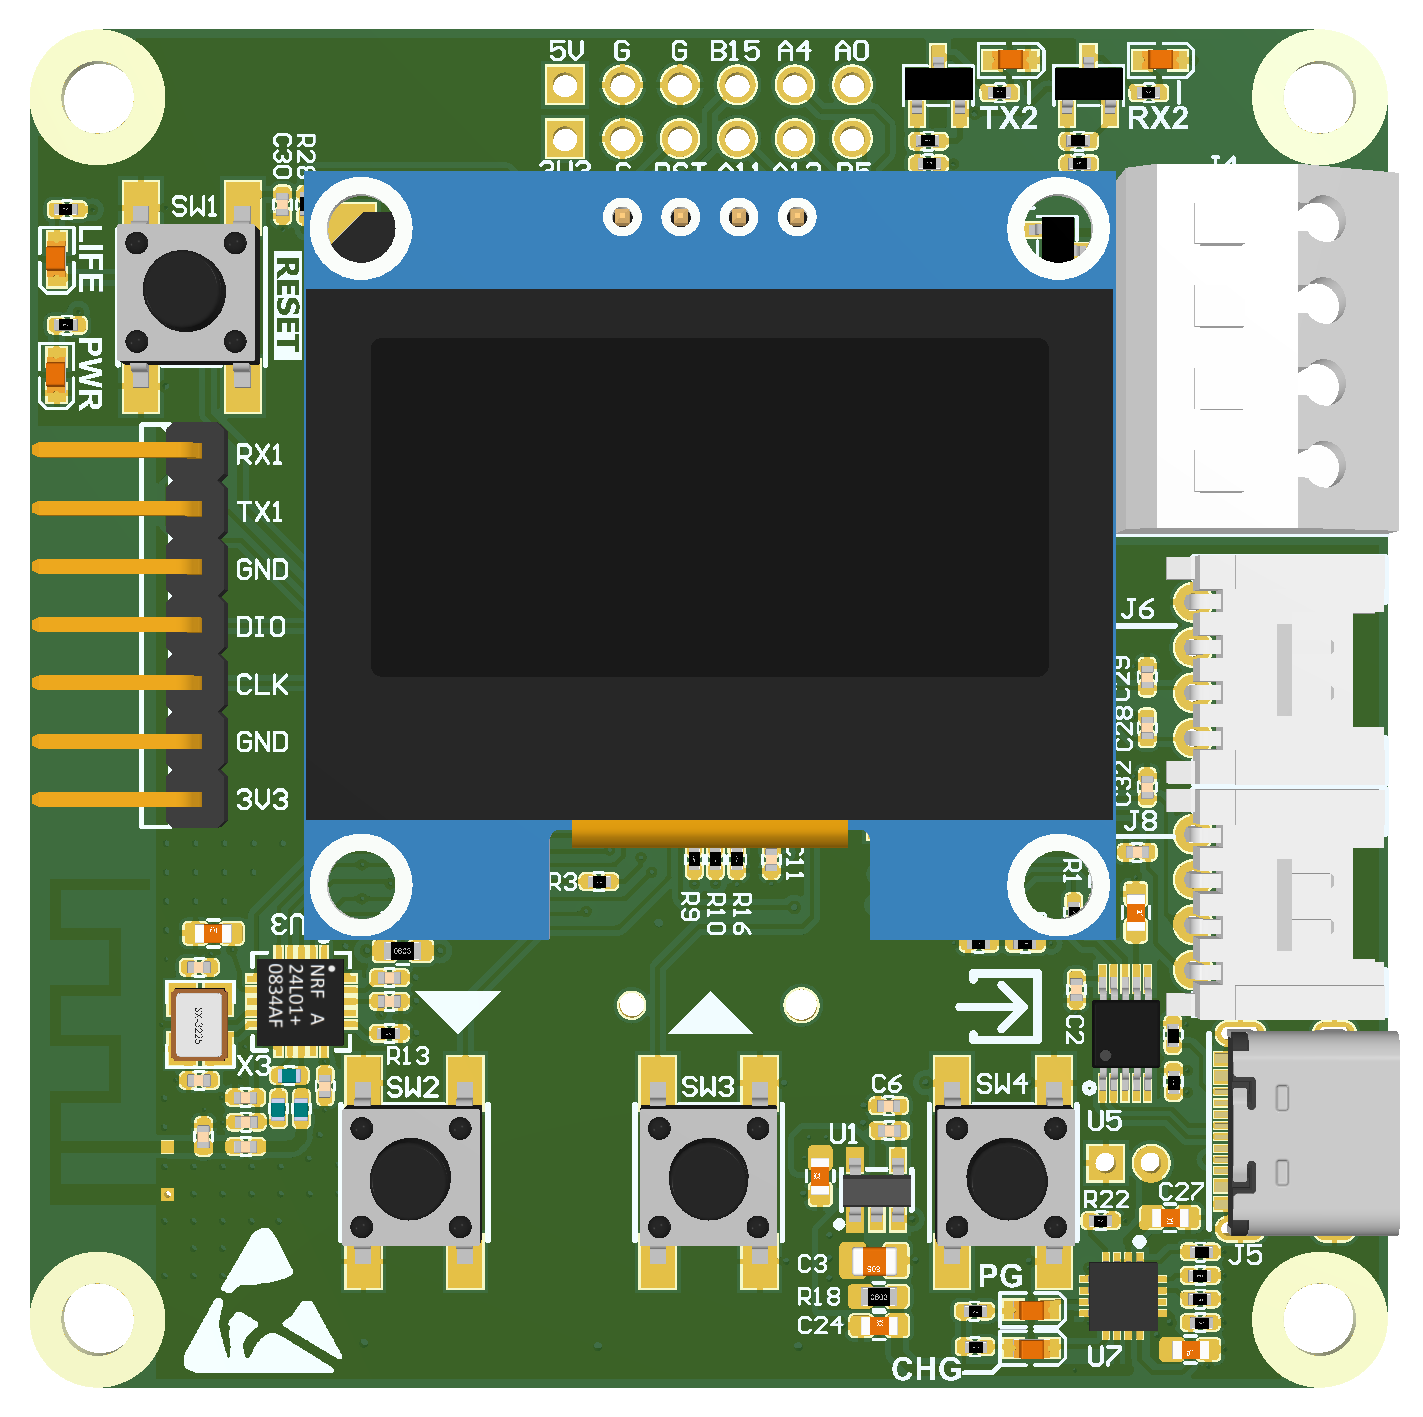 5V G G B15 A4 A0
TX2
RX2
C30
R28
SW1
LIFE
RESET
PWR
RX1
TX1
GND
DIO
CLK
GND
3V3
J6
C29
C28
C32
J8
R3
R9
R10
R16
C11
U3
NRF A
24L01+
0834AF
SX-3225
X3
R13
SW2
SW3
SW4
C2
U5
C6
U1
R22
C27
J5
C3
R18
C24
PG
CHG
U7